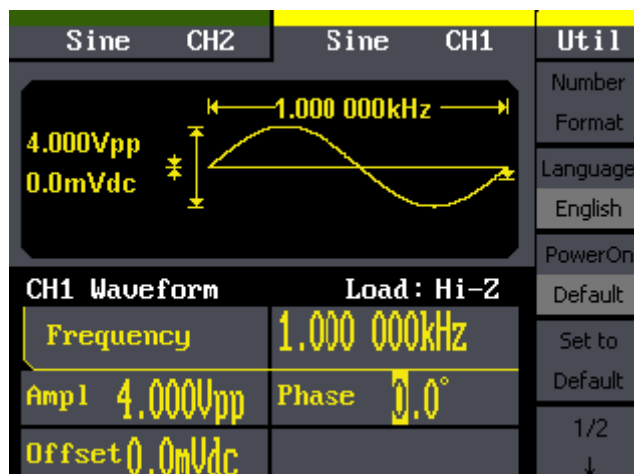 Sine CH2 Sine CH1 Util
Number
Format
1.000 000kHz
4.000Vpp
0.0mVdc
Language
English
PowerOn
CH1 Waveform Load: Hi-Z
Default
Frequency 1.000 000kHz
Set to
Default
Ampl 4.000Vpp Phase 0.0°
1/2
↓
Offset 0.0mVdc